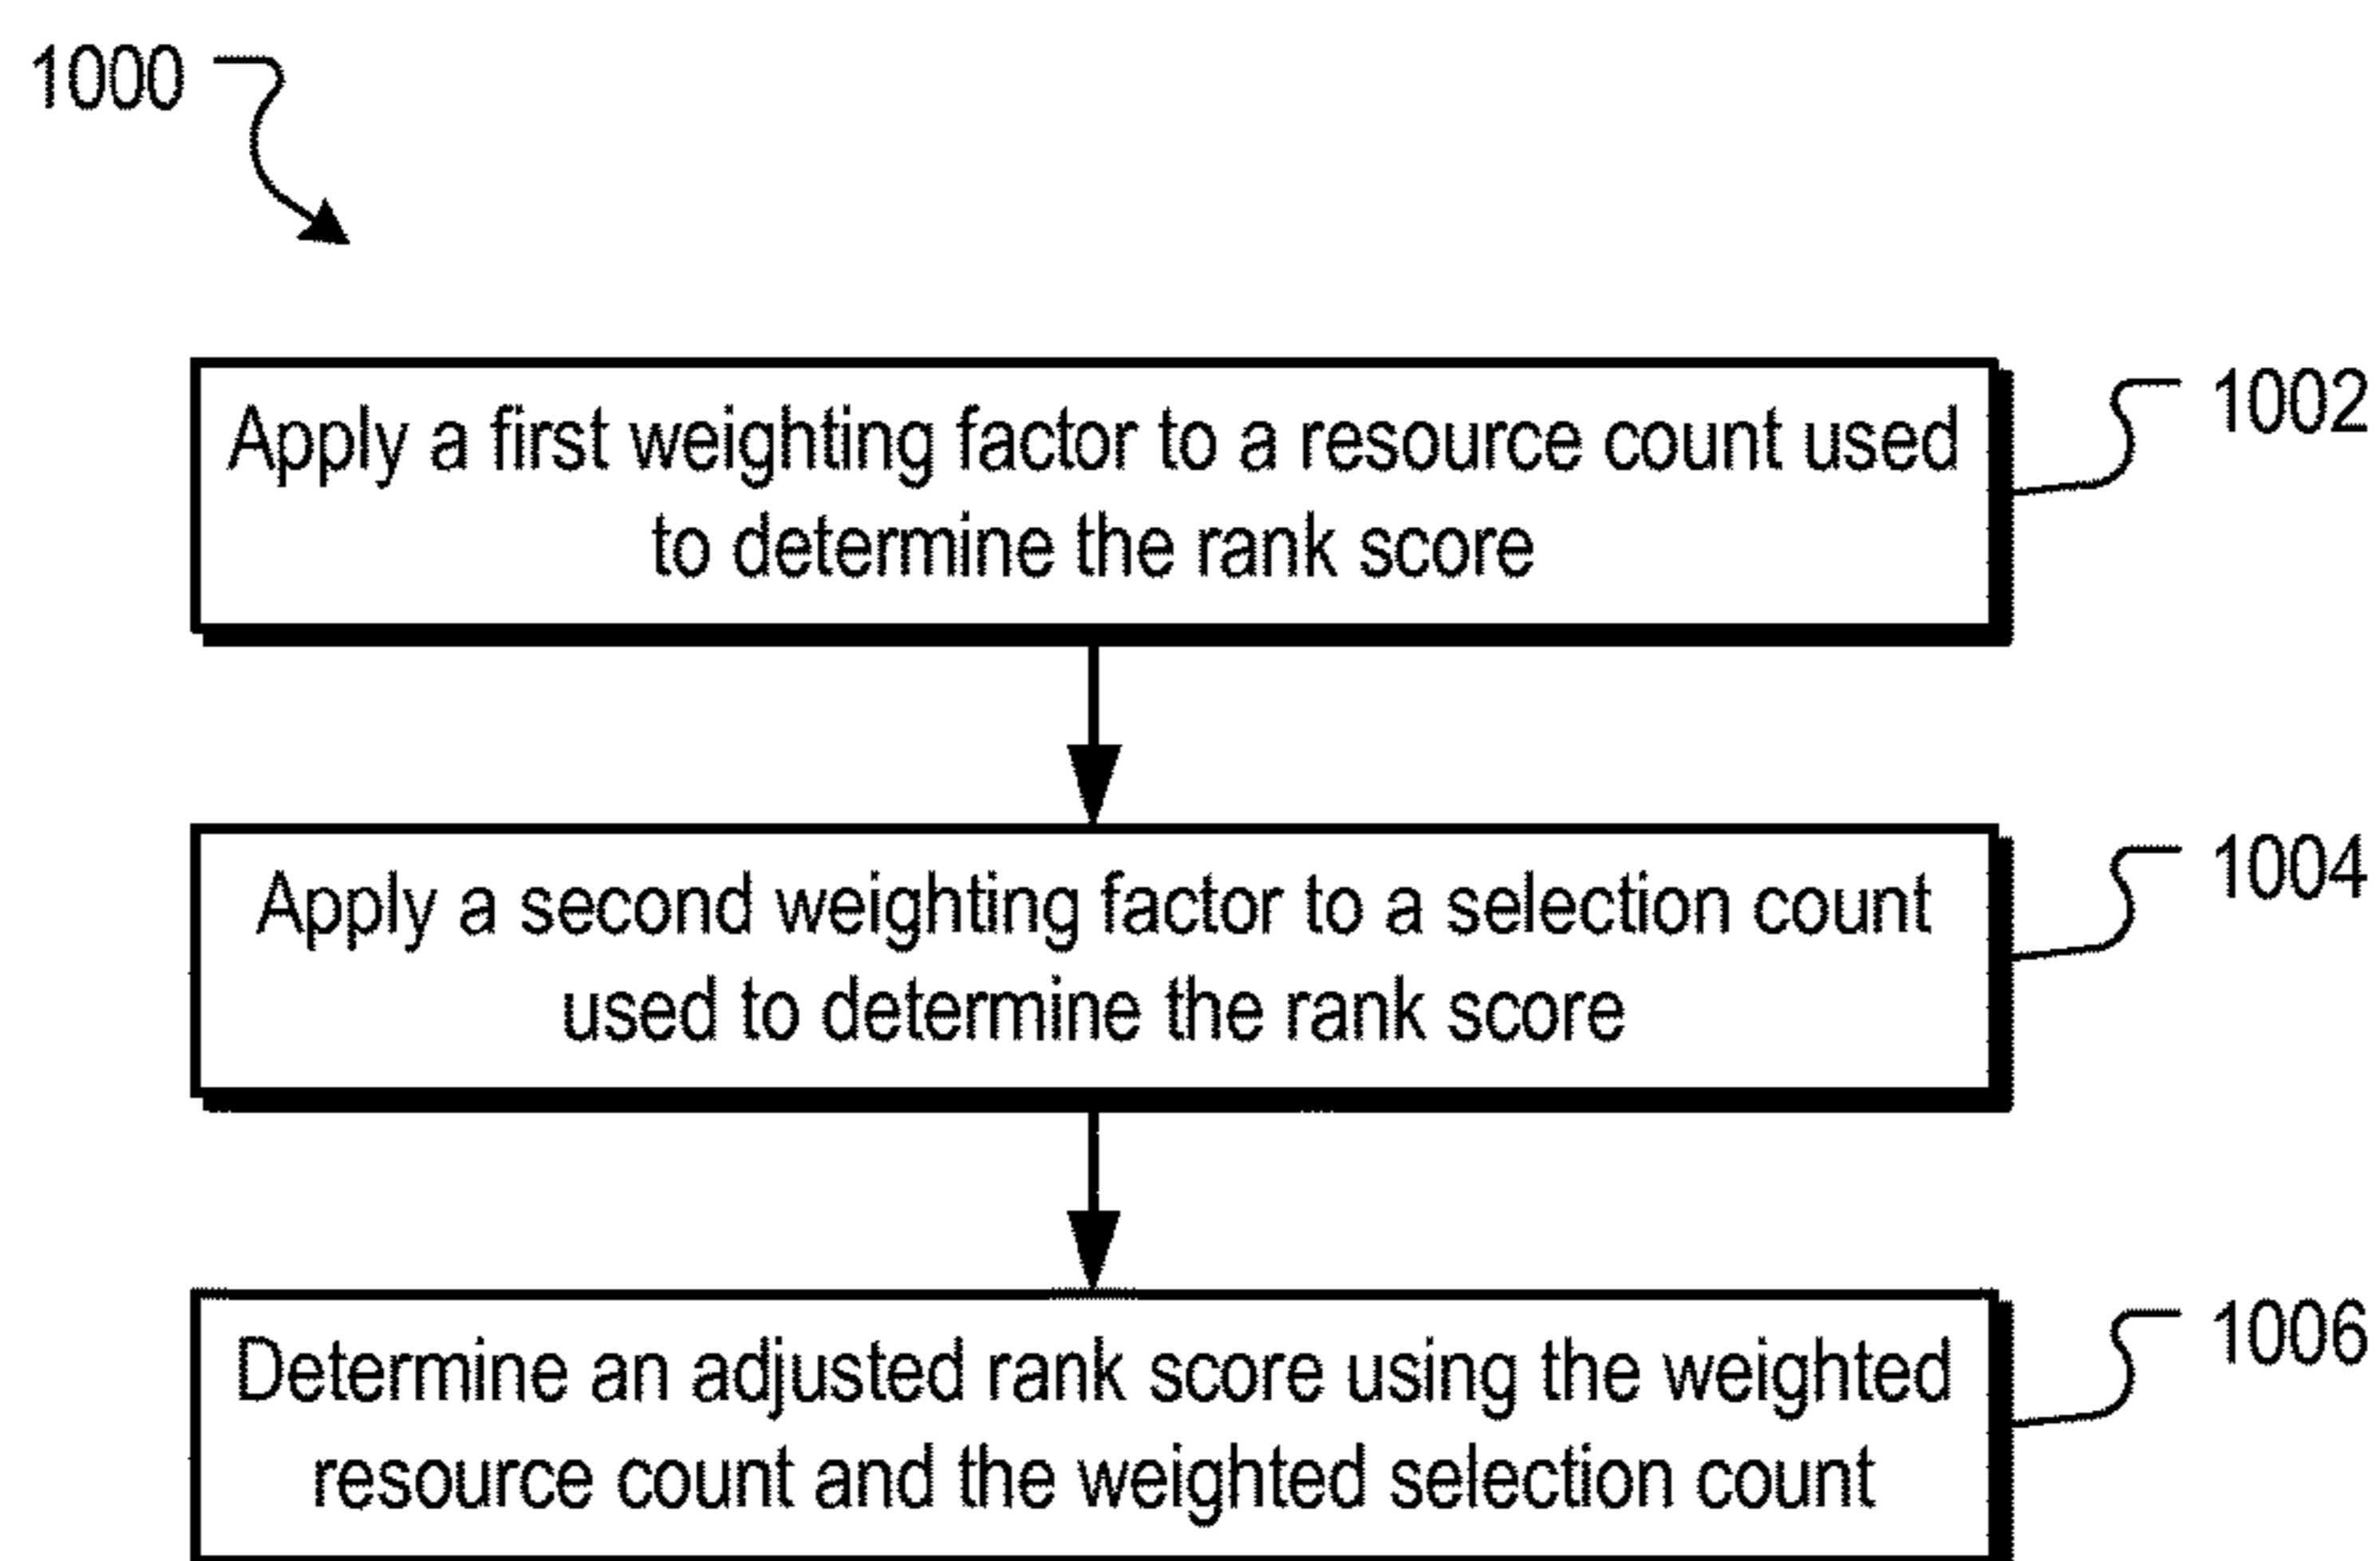 1000
Apply a first weighting factor to a resource count used
to determine the rank score
1002
Apply a second weighting factor to a selection count
used to determine the rank score
1004
Determine an adjusted rank score using the weighted
resource count and the weighted selection count
1006